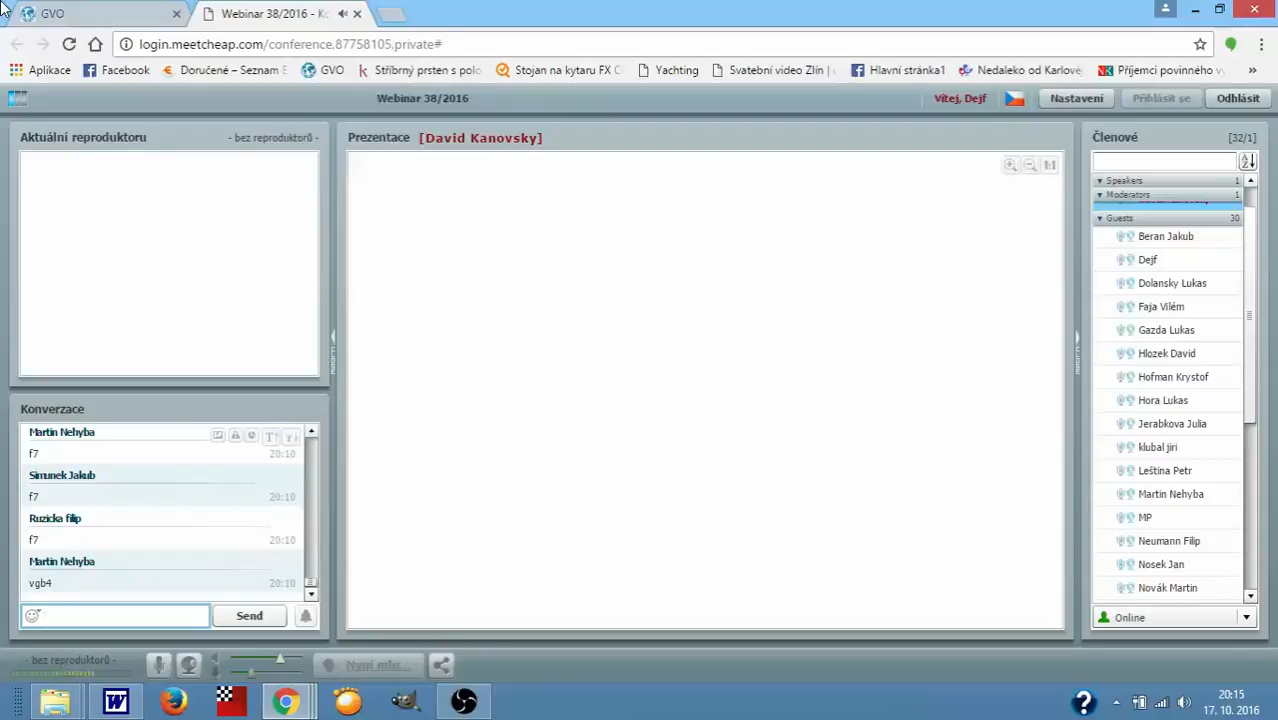 GVO
Webinar 38/2016 - Ko
login.meetcheap.com/conference,87758105,private#
Aplikace
Facebook
Doručené – Seznam E
GVO
Stříbrný prsten s polo
Stojan na kytaru FX C
Yachting
Svatební video Zlín |
Hlavní stránka1
Nedaleko od Karlové
Příjemci povinného v
Webinar 38/2016
Vítej, Dejf
Nastavení
Přihlásit se
Odhlásit
Aktuální reproduktoru
- bez reproduktorů -
Prezentace [David Kanovsky]
Členové
[32/1]
Speakers 1
Moderators 1
Guests 30
Beran Jakub
Dejf
Dolansky Lukas
Faja Vilém
Gazda Lukas
Hlozek David
Hofman Krystof
Hora Lukas
Jerabkova Julia
klubal jiri
Leština Petr
Martin Nehyba
MP
Neumann Filip
Nosek Jan
Novák Martin
Online
Konverzace
Martin Nehyba
f7 20:10
Simunek Jakub
f7 20:10
Ruzicka filip
f7 20:10
Martin Nehyba
vgb4 20:10
Send
- bez reproduktorů -
Nyní mluv...
20:15
17. 10. 2016